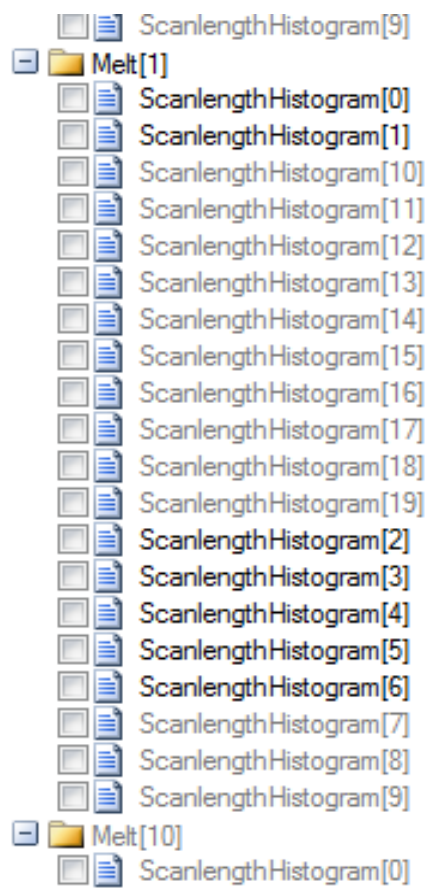 ScanlengthHistogram[9]
Melt[1]
ScanlengthHistogram[0]
ScanlengthHistogram[1]
ScanlengthHistogram[10]
ScanlengthHistogram[11]
ScanlengthHistogram[12]
ScanlengthHistogram[13]
ScanlengthHistogram[14]
ScanlengthHistogram[15]
ScanlengthHistogram[16]
ScanlengthHistogram[17]
ScanlengthHistogram[18]
ScanlengthHistogram[19]
ScanlengthHistogram[2]
ScanlengthHistogram[3]
ScanlengthHistogram[4]
ScanlengthHistogram[5]
ScanlengthHistogram[6]
ScanlengthHistogram[7]
ScanlengthHistogram[8]
ScanlengthHistogram[9]
Melt[10]
ScanlengthHistogram[0]